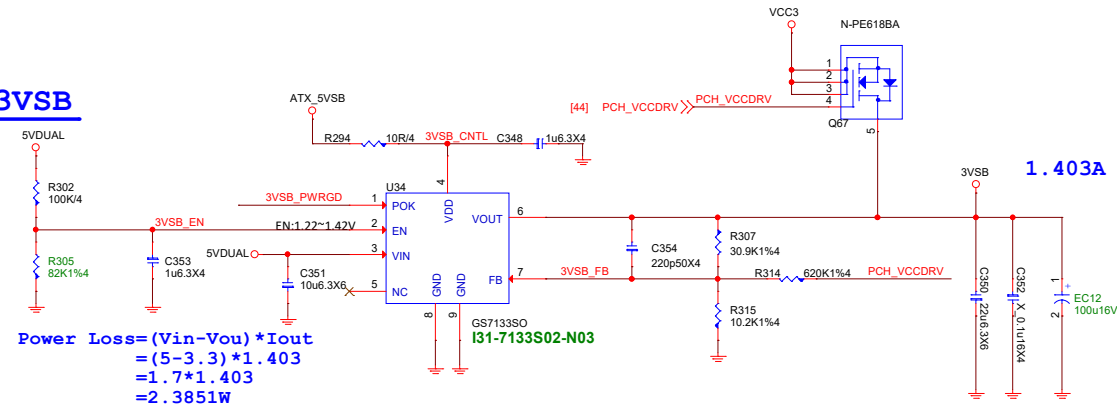 VCC3
N-PE618BA
1
2
3
4
Q67
5
[44]
PCH_VCCDRV
PCH_VCCDRV
3VSB
ATX_5VSB
R294
10R/4
3VSB_CNTL
C348
1u6.3X4
5VDUAL
R302
100K/4
U34
4
3VSB_PWRGD
1
POK
VDD
VOUT
6
3VSB_EN
EN:1.22~1.42V
2
EN
5VDUAL
3
VIN
R305
82K1%4
C353
1u6.3X4
C351
10u6.3X6
5
NC
GND
GND
FB
7
3VSB_FB
8
9
GS7133SO
I31-7133S02-N03
C354
220p50X4
R307
30.9K1%4
R314
620K1%4
PCH_VCCDRV
R315
10.2K1%4
3VSB
1.403A
C350
22u6.3X6
C352
X_0.1u16X4
+
1
2
EC12
100u16V
Power Loss=(Vin-Vou)*Iout
=(5-3.3)*1.403
=1.7*1.403
=2.3851W